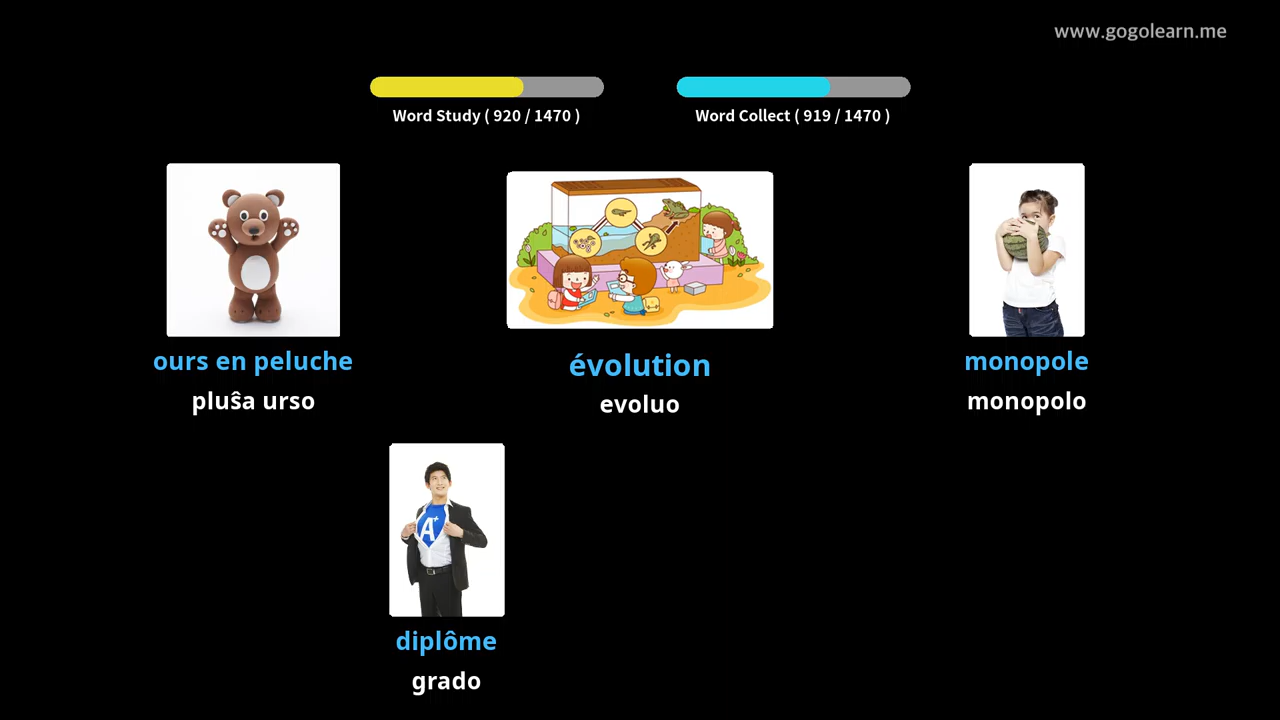 www.gogolearn.me
Word Study ( 920 / 1470 )
Word Collect ( 919 / 1470 )
ours en peluche
pluŝa urso
évolution
evoluo
monopole
monopolo
A+
diplôme
grado